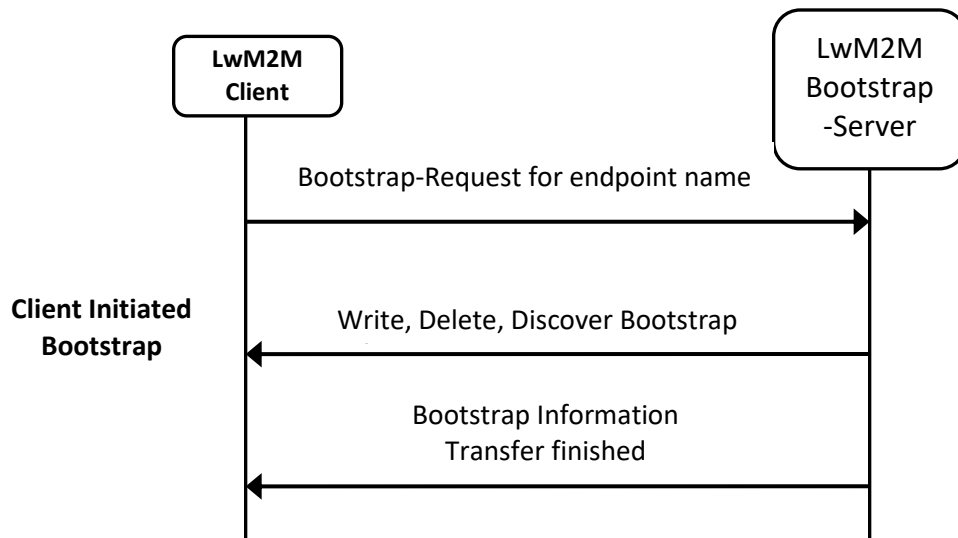 LwM2M
Client
LwM2M
Bootstrap
-Server
Bootstrap-Request for endpoint name
Client Initiated
Bootstrap
Write, Delete, Discover Bootstrap
Bootstrap Information
Transfer finished